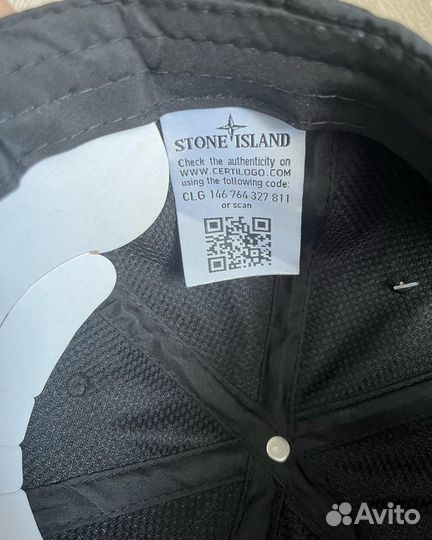 STONE ISLAND
Check the authenticity on
WWW.CERTILOGO.COM
using the following code:
CLG 146 764 327 811
or scan
Avito